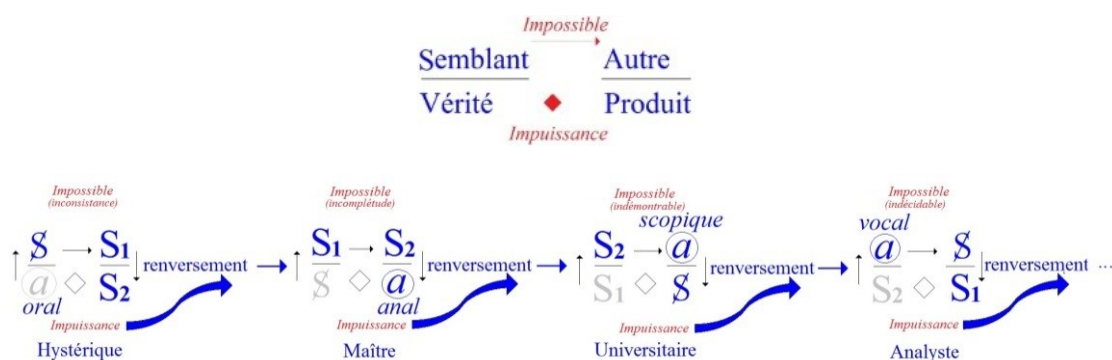 Impossible
Semblant Autre
Vérité ◆ Produit
Impuissance
Impossible Impossible Impossible Impossible
(inconsistance) (incomplétude) (indémontrable) (indécidable)
scopique vocal
$ → S1 renversement → S1 → S2 renversement → S2 → a renversement → a → $ renversement ...
a ◇ S2 $ ◇ a S1 ◇ $ S2 ◇ S1
oral anal
Impuissance Impuissance Impuissance Impuissance
Hystérique Maître Universitaire Analyste